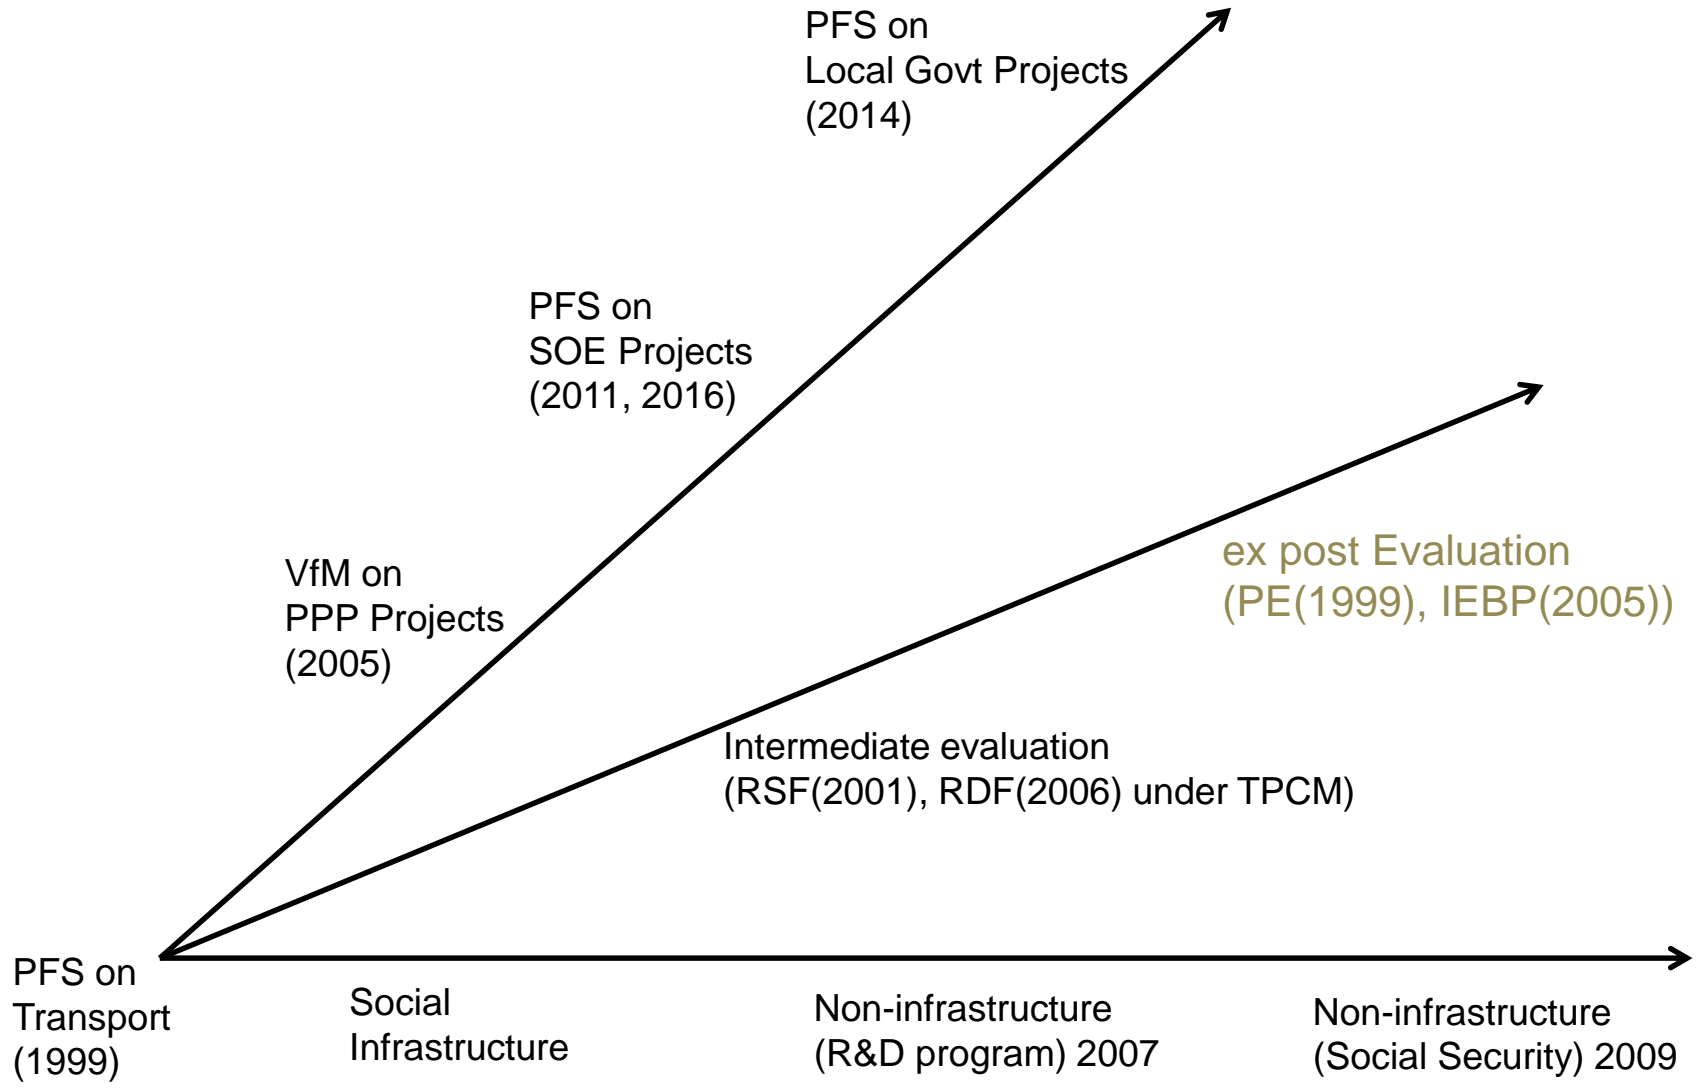 PFS on
Local Govt Projects
(2014)
PFS on
SOE Projects
(2011, 2016)
VfM on
PPP Projects
(2005)
ex post Evaluation
(PE(1999), IEBP(2005))
Intermediate evaluation
(RSF(2001), RDF(2006) under TPCM)
PFS on
Transport
(1999)
Social
Infrastructure
Non-infrastructure
(R&D program) 2007
Non-infrastructure
(Social Security) 2009